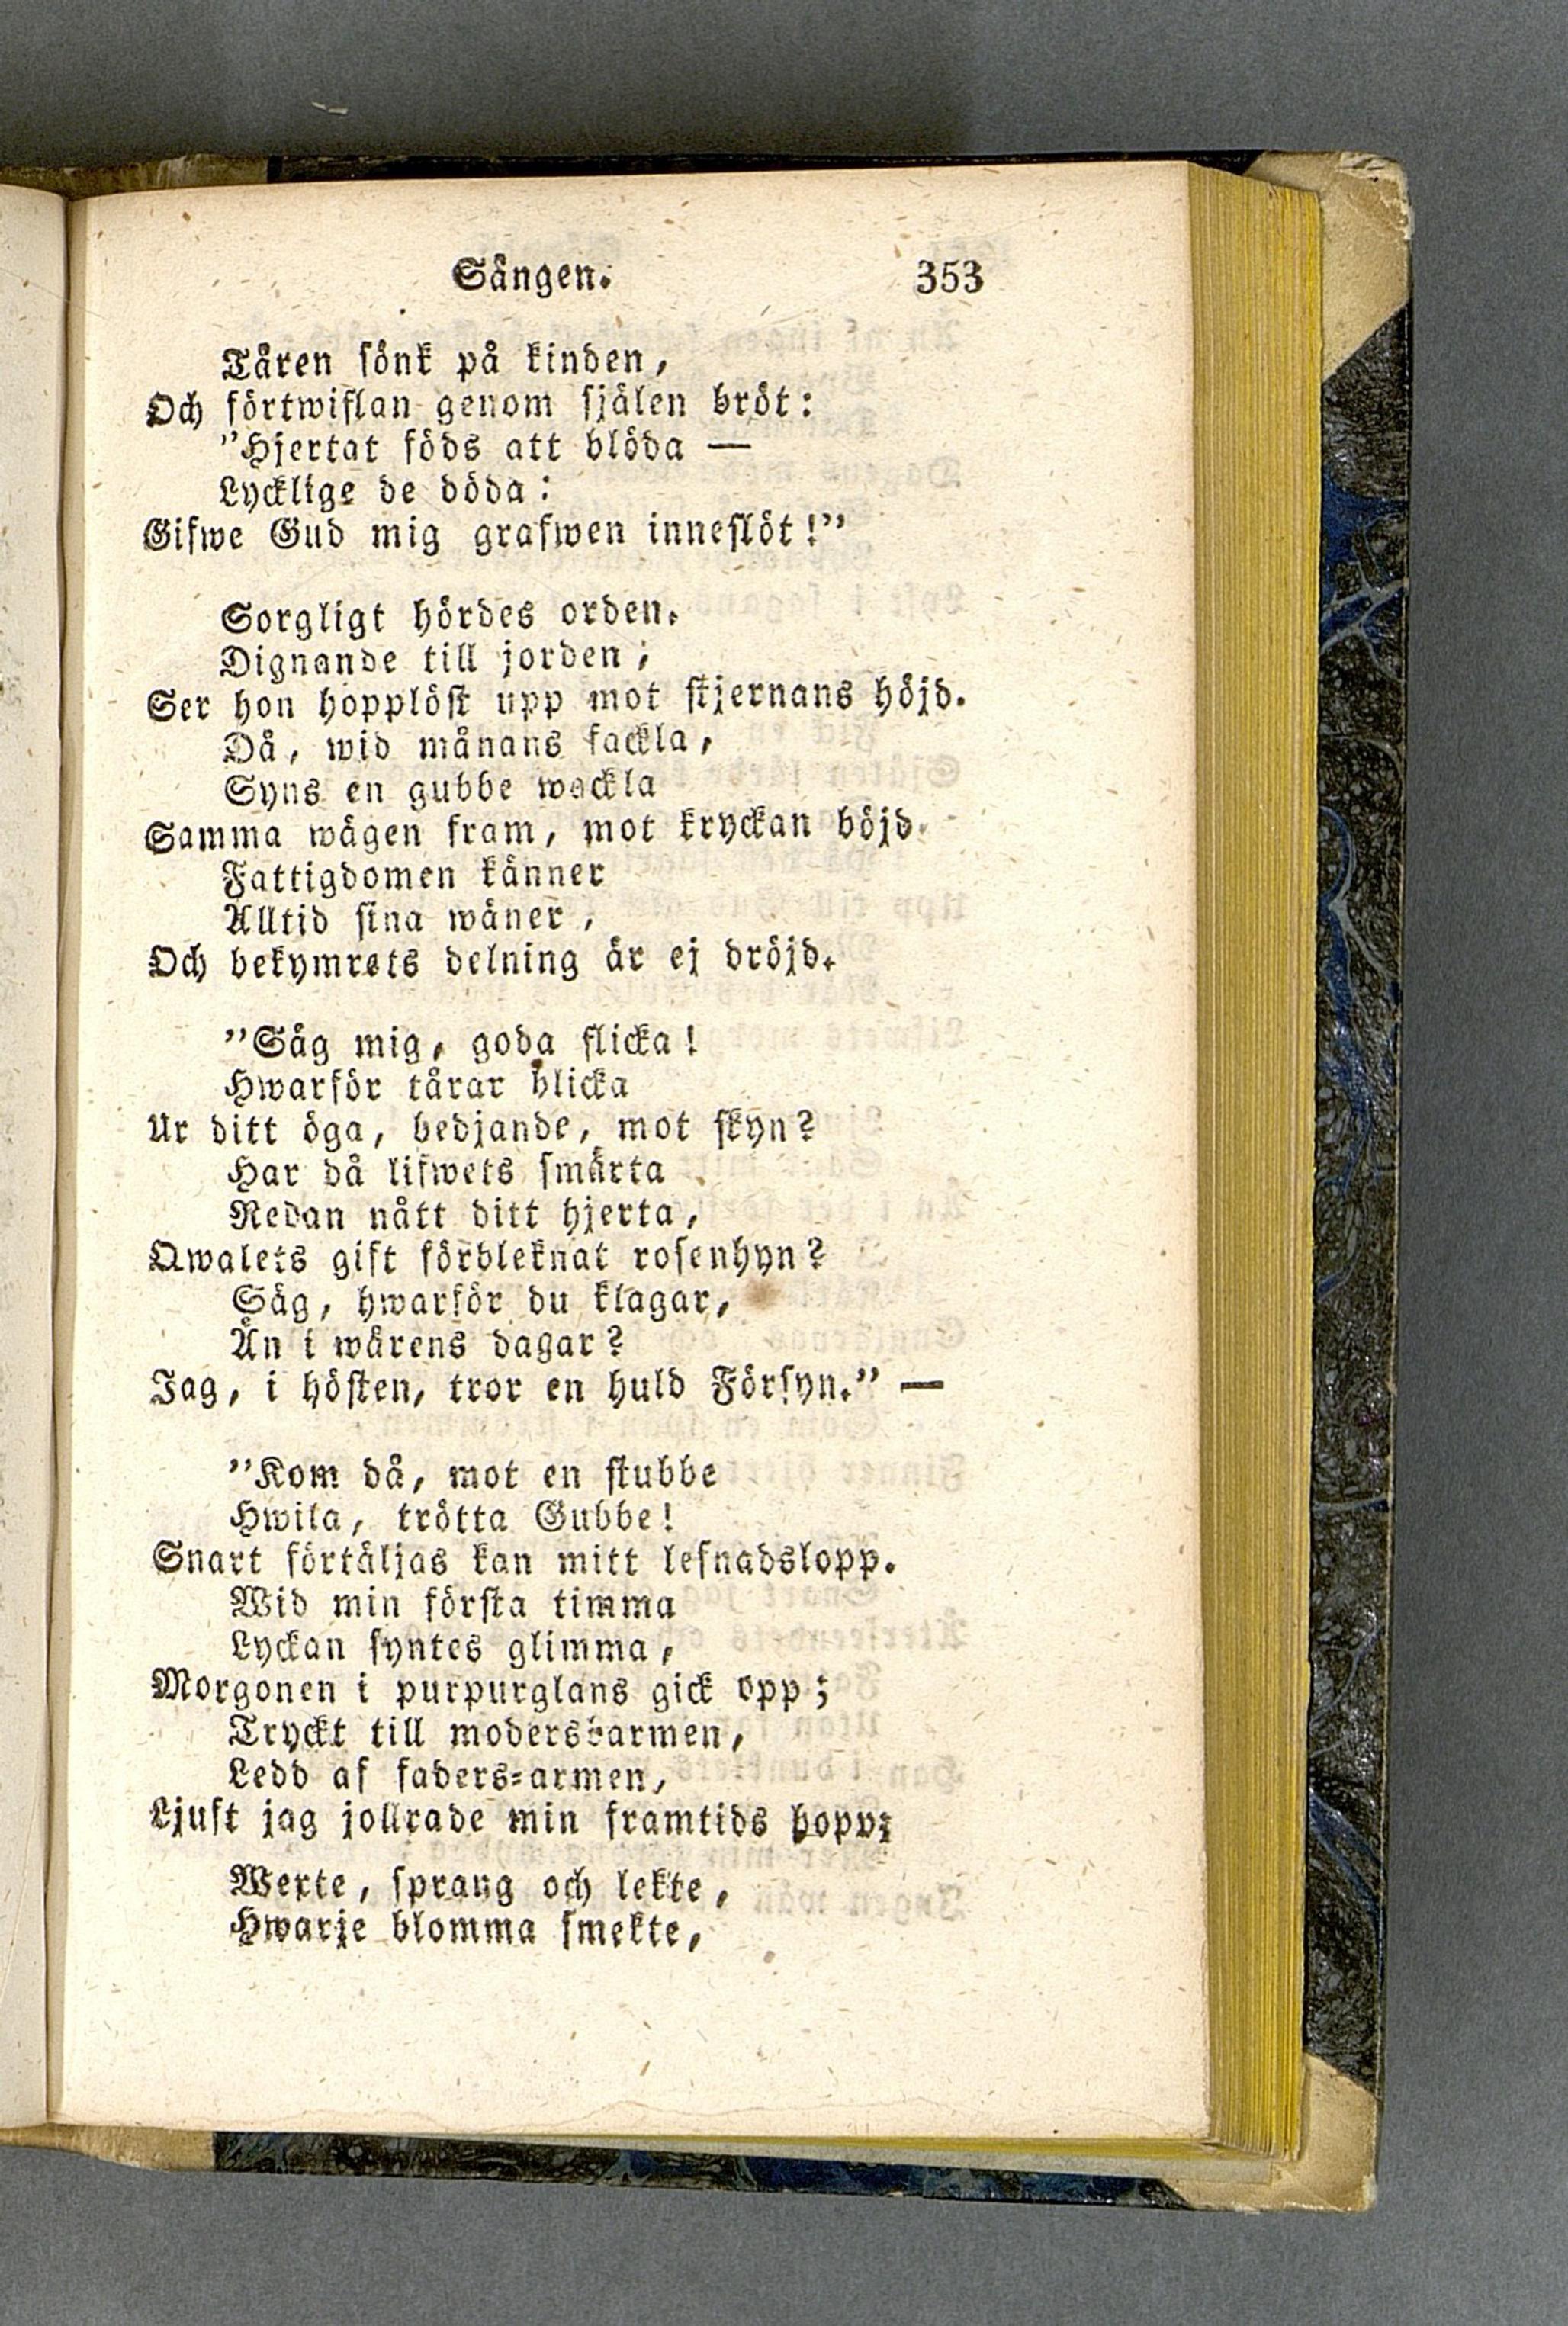 Sången. 353
Tåren sönk på kinden,
Och förtwiflan genom själen bröt:
"Hjertat föds att blöda —
Lycklige de döda:
Gifwe Gud mig grafwen inneslöt!"
Sorgligt hördes orden.
Dignande till jorden,
Ser hon hopplöst upp mot stjernans höjd.
Då, wid månans fackla,
Syns en gubbe wackla
Samma wägen fram, mot kryckan böjd.
Fattigdomen känner
Alltid sina wäner,
Och bekymrets delning är ej dröjd.
"Säg mig, goda flicka!
Hwarför tårar blicka
Ur ditt öga, bedjande, mot skyn?
Har då lifwets smärta
Redan nått ditt hjerta,
Qwalets gift förbleknat rosenhyn?
Säg, hwarför du klagar,
Än i wårens dagar?
Jag, i hösten, tror en huld Försyn." —
"Kom då, mot en stubbe
Hwila, trötta Gubbe!
Snart förtäljas kan mitt lefnadslopp.
Wid min första timma
Lyckan syntes glimma,
Morgonen i purpurglans gick opp;
Tryckt till modersbarmen,
Ledd af faders-armen,
Ljuft jag jollrade min framtids hopp;
Wexte, sprang och lekte,
Hwarje blomma smekte,